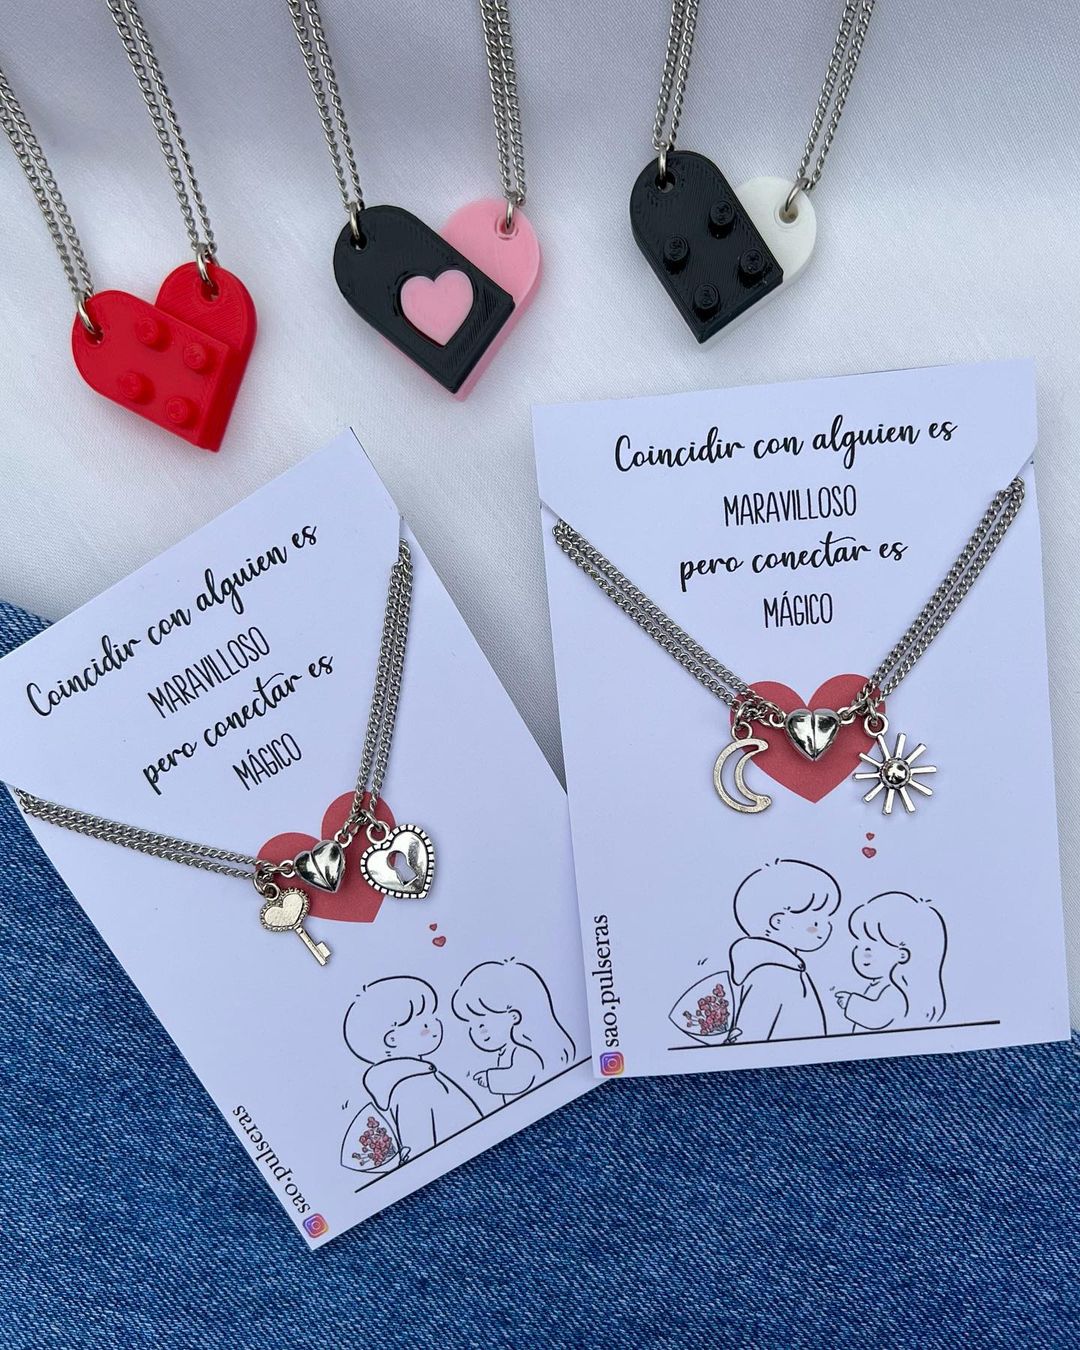 Coincidir con alguien es
MARAVILLOSO
pero conectar es
MÁGICO
sao.pulseras
Coincidir con alguien es
MARAVILLOSO
pero conectar es
MÁGICO
sao.pulseras